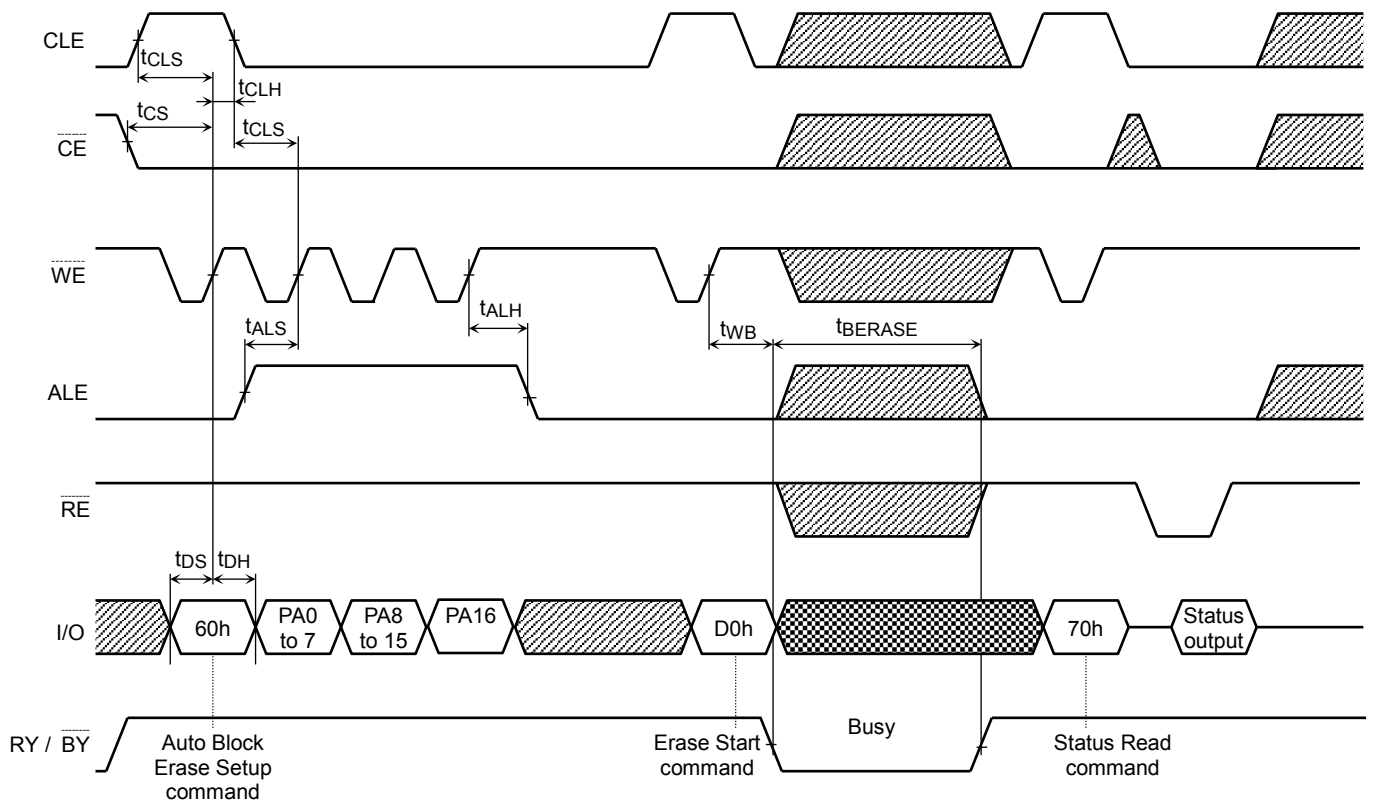 CLE
tCLS
tCLH
tCS
tCLS
CE
WE
tALS
tALH
tWB
tBERASE
ALE
RE
tDS
tDH
I/O
60h
PA0
to 7
PA8
to 15
PA16
D0h
70h
Status
output
RY / BY
Auto Block
Erase Setup
command
Erase Start
command
Busy
Status Read
command